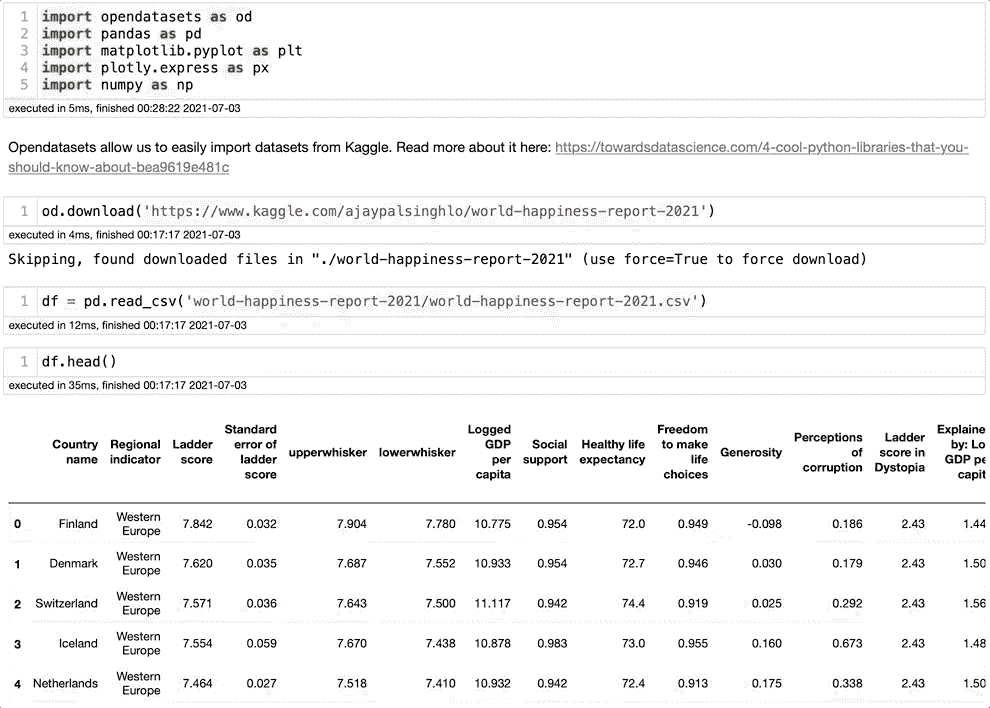 1 import opendatasets as od
2 import pandas as pd
3 import matplotlib.pyplot as plt
4 import plotly.express as px
5 import numpy as np
executed in 5ms, finished 00:28:22 2021-07-03
Opendatasets allow us to easily import datasets from Kaggle. Read more about it here: https://towardsdatascience.com/4-cool-python-libraries-that-you-
should-know-about-bea9619e481c
1 od.download('https://www.kaggle.com/ajaypalsinghlo/world-happiness-report-2021')
executed in 4ms, finished 00:17:17 2021-07-03
Skipping, found downloaded files in "./world-happiness-report-2021" (use force=True to force download)
1 df = pd.read_csv('world-happiness-report-2021/world-happiness-report-2021.csv')
executed in 12ms, finished 00:17:17 2021-07-03
1 df.head()
executed in 35ms, finished 00:17:17 2021-07-03
Country name Regional indicator Ladder score Standard error of ladder score upperwhisker lowerwhisker Logged GDP per capita Social support Healthy life expectancy Freedom to make life choices Generosity Perceptions of corruption Ladder score in Dystopia Explaine by: Lo GDP pe capit
0 Finland Western Europe 7.842 0.032 7.904 7.780 10.775 0.954 72.0 0.949 -0.098 0.186 2.43 1.44
1 Denmark Western Europe 7.620 0.035 7.687 7.552 10.933 0.954 72.7 0.946 0.030 0.179 2.43 1.50
2 Switzerland Western Europe 7.571 0.036 7.643 7.500 11.117 0.942 74.4 0.919 0.025 0.292 2.43 1.56
3 Iceland Western Europe 7.554 0.059 7.670 7.438 10.878 0.983 73.0 0.955 0.160 0.673 2.43 1.48
4 Netherlands Western Europe 7.464 0.027 7.518 7.410 10.932 0.942 72.4 0.913 0.175 0.338 2.43 1.50